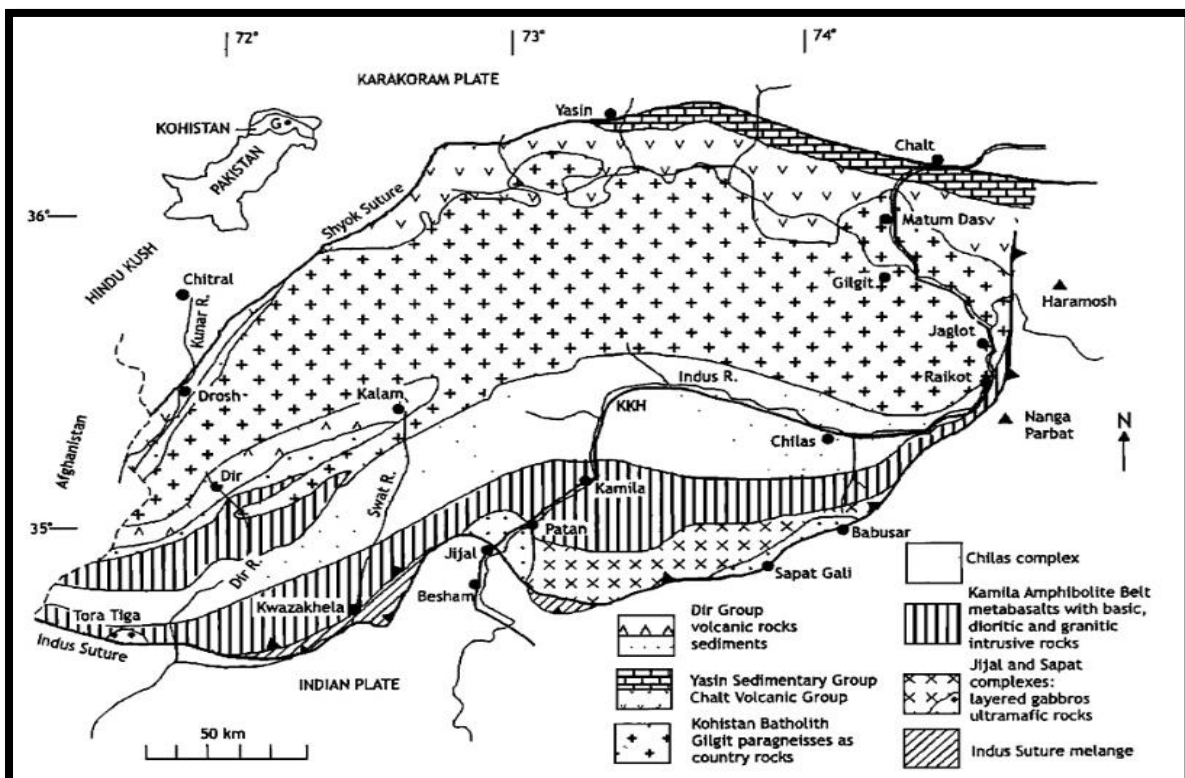 72°
73°
74°
KARAKORAM PLATE
Yasin
KOHISTAN
G
PAKISTAN
Chalt
36°
Shyok Suture
Matum Das
HINDU KUSH
Chitral
Gilgit
Haramosh
Kunar R.
Jaglot
Indus R.
Raikot
Drosh
Kalam
KKH
Nanga
Parbat
N
Chilas
Afghanistan
Dir
Swat R.
Kamila
35°
Patan
Babusar
Jijal
Dir R.
Sapat Gali
Besham
Kwazakhela
Tora Tiga
Indus Suture
INDIAN PLATE
50 km
Dir Group
volcanic rocks
sediments
Yasin Sedimentary Group
Chalt Volcanic Group
Kohistan Batholith
Gilgit paragneisses as
country rocks
Chilas complex
Kamila Amphibolite Belt
metabasalts with basic,
dioritic and granitic
intrusive rocks
Jijal and Sapat
complexes:
layered gabbros
ultramafic rocks
Indus Suture melange